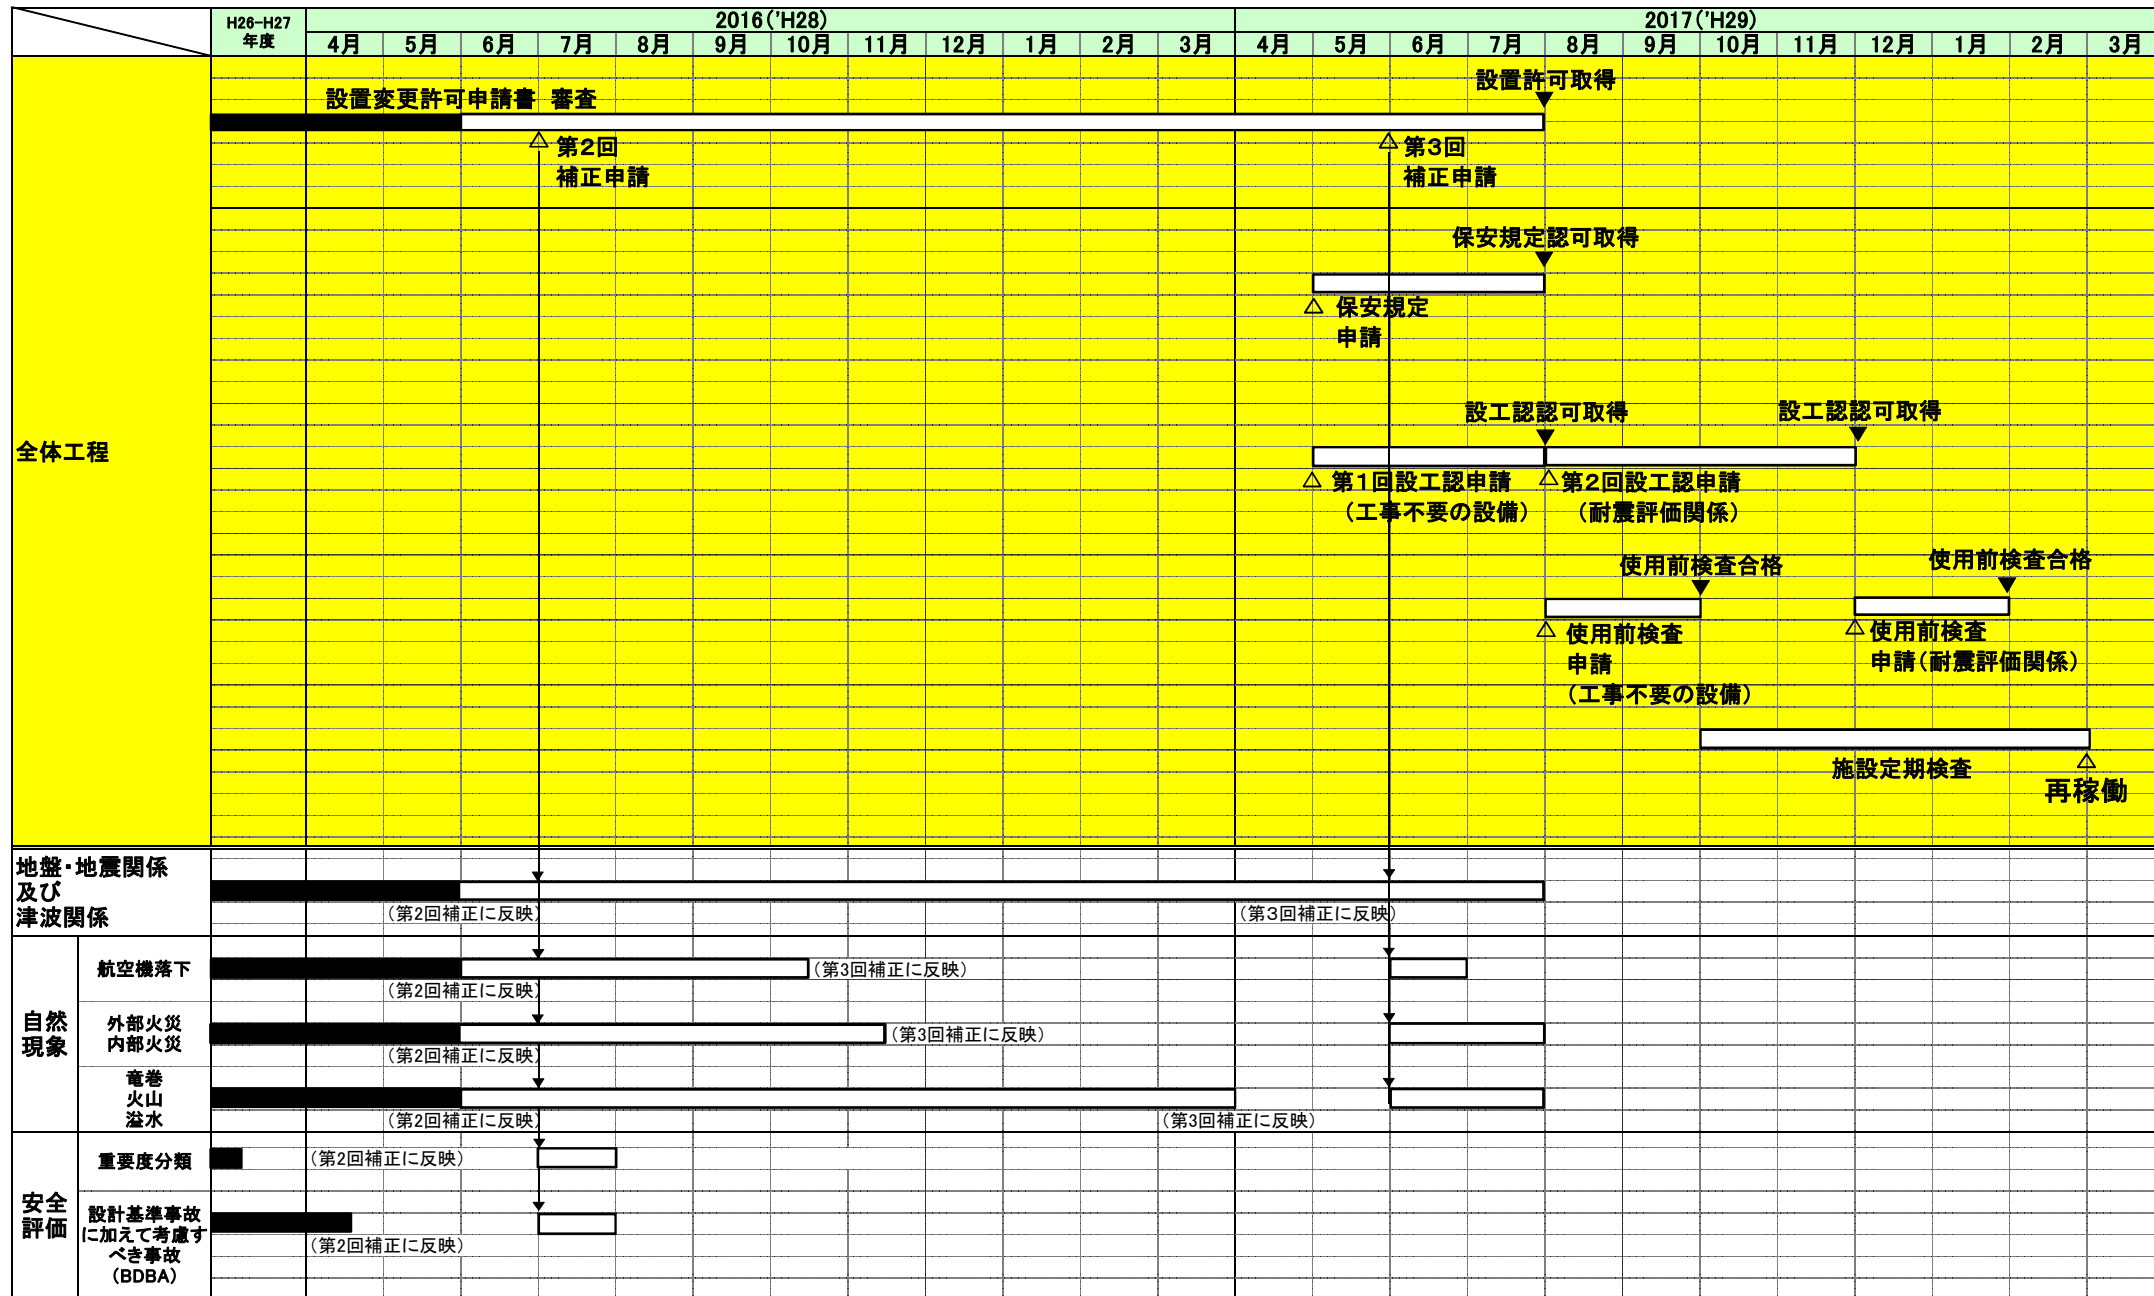 H26-H27
年度
2016('H28)
2017('H29)
4月 5月 6月 7月 8月 9月 10月 11月 12月 1月 2月 3月 4月 5月 6月 7月 8月 9月 10月 11月 12月 1月 2月 3月
全体工程
設置変更許可申請書 審査
設置許可取得
第2回
補正申請
第3回
補正申請
保安規定認可取得
保安規定
申請
設工認認可取得
設工認認可取得
第1回設工認申請
(工事不要の設備)
第2回設工認申請
(耐震評価関係)
使用前検査合格
使用前検査合格
使用前検査
申請
(工事不要の設備)
使用前検査
申請(耐震評価関係)
施設定期検査
再稼働
地盤・地震関係
及び
津波関係
(第2回補正に反映)
(第3回補正に反映)
自然
現象
航空機落下
(第3回補正に反映)
(第2回補正に反映)
外部火災
内部火災
(第3回補正に反映)
(第2回補正に反映)
竜巻
火山
溢水
(第2回補正に反映)
(第3回補正に反映)
安全
評価
重要度分類
(第2回補正に反映)
設計基準事故
に加えて考慮す
べき事故
(BDBA)
(第2回補正に反映)